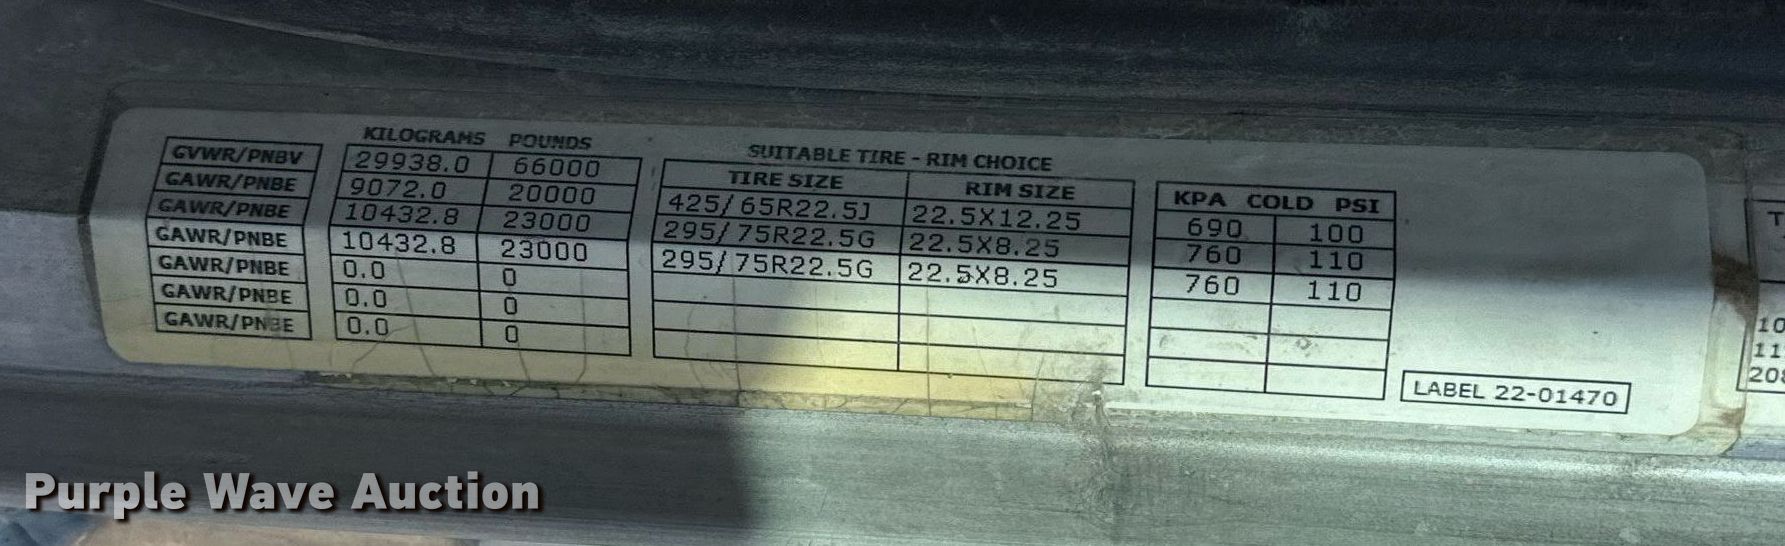 KILOGRAMS POUNDS
GVWR/PNBV 29938.0 66000
SUITABLE TIRE - RIM CHOICE
TIRE SIZE RIM SIZE
KPA COLD PSI
GAWR/PNBE 9072.0 20000 425/65R22.5J 22.5X12.25 690 100
GAWR/PNBE 10432.8 23000 295/75R22.5G 22.5X8.25 760 110
GAWR/PNBE 10432.8 23000 295/75R22.5G 22.5X8.25 760 110
GAWR/PNBE 0.0 0
GAWR/PNBE 0.0 0
GAWR/PNBE 0.0 0
LABEL 22-01470
Purple Wave Auction